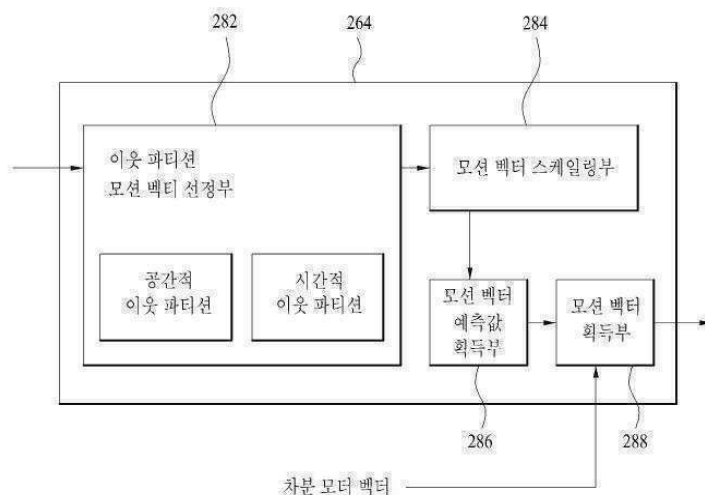 282
264
284
이웃 파티션
모션 벡터 선정부
모션 벡터 스케일링부
공간적
이웃 파티션
시간적
이웃 파티션
모션 벡터
예측값
획득부
모션 벡터
획득부
286
288
차분 모터 벡터